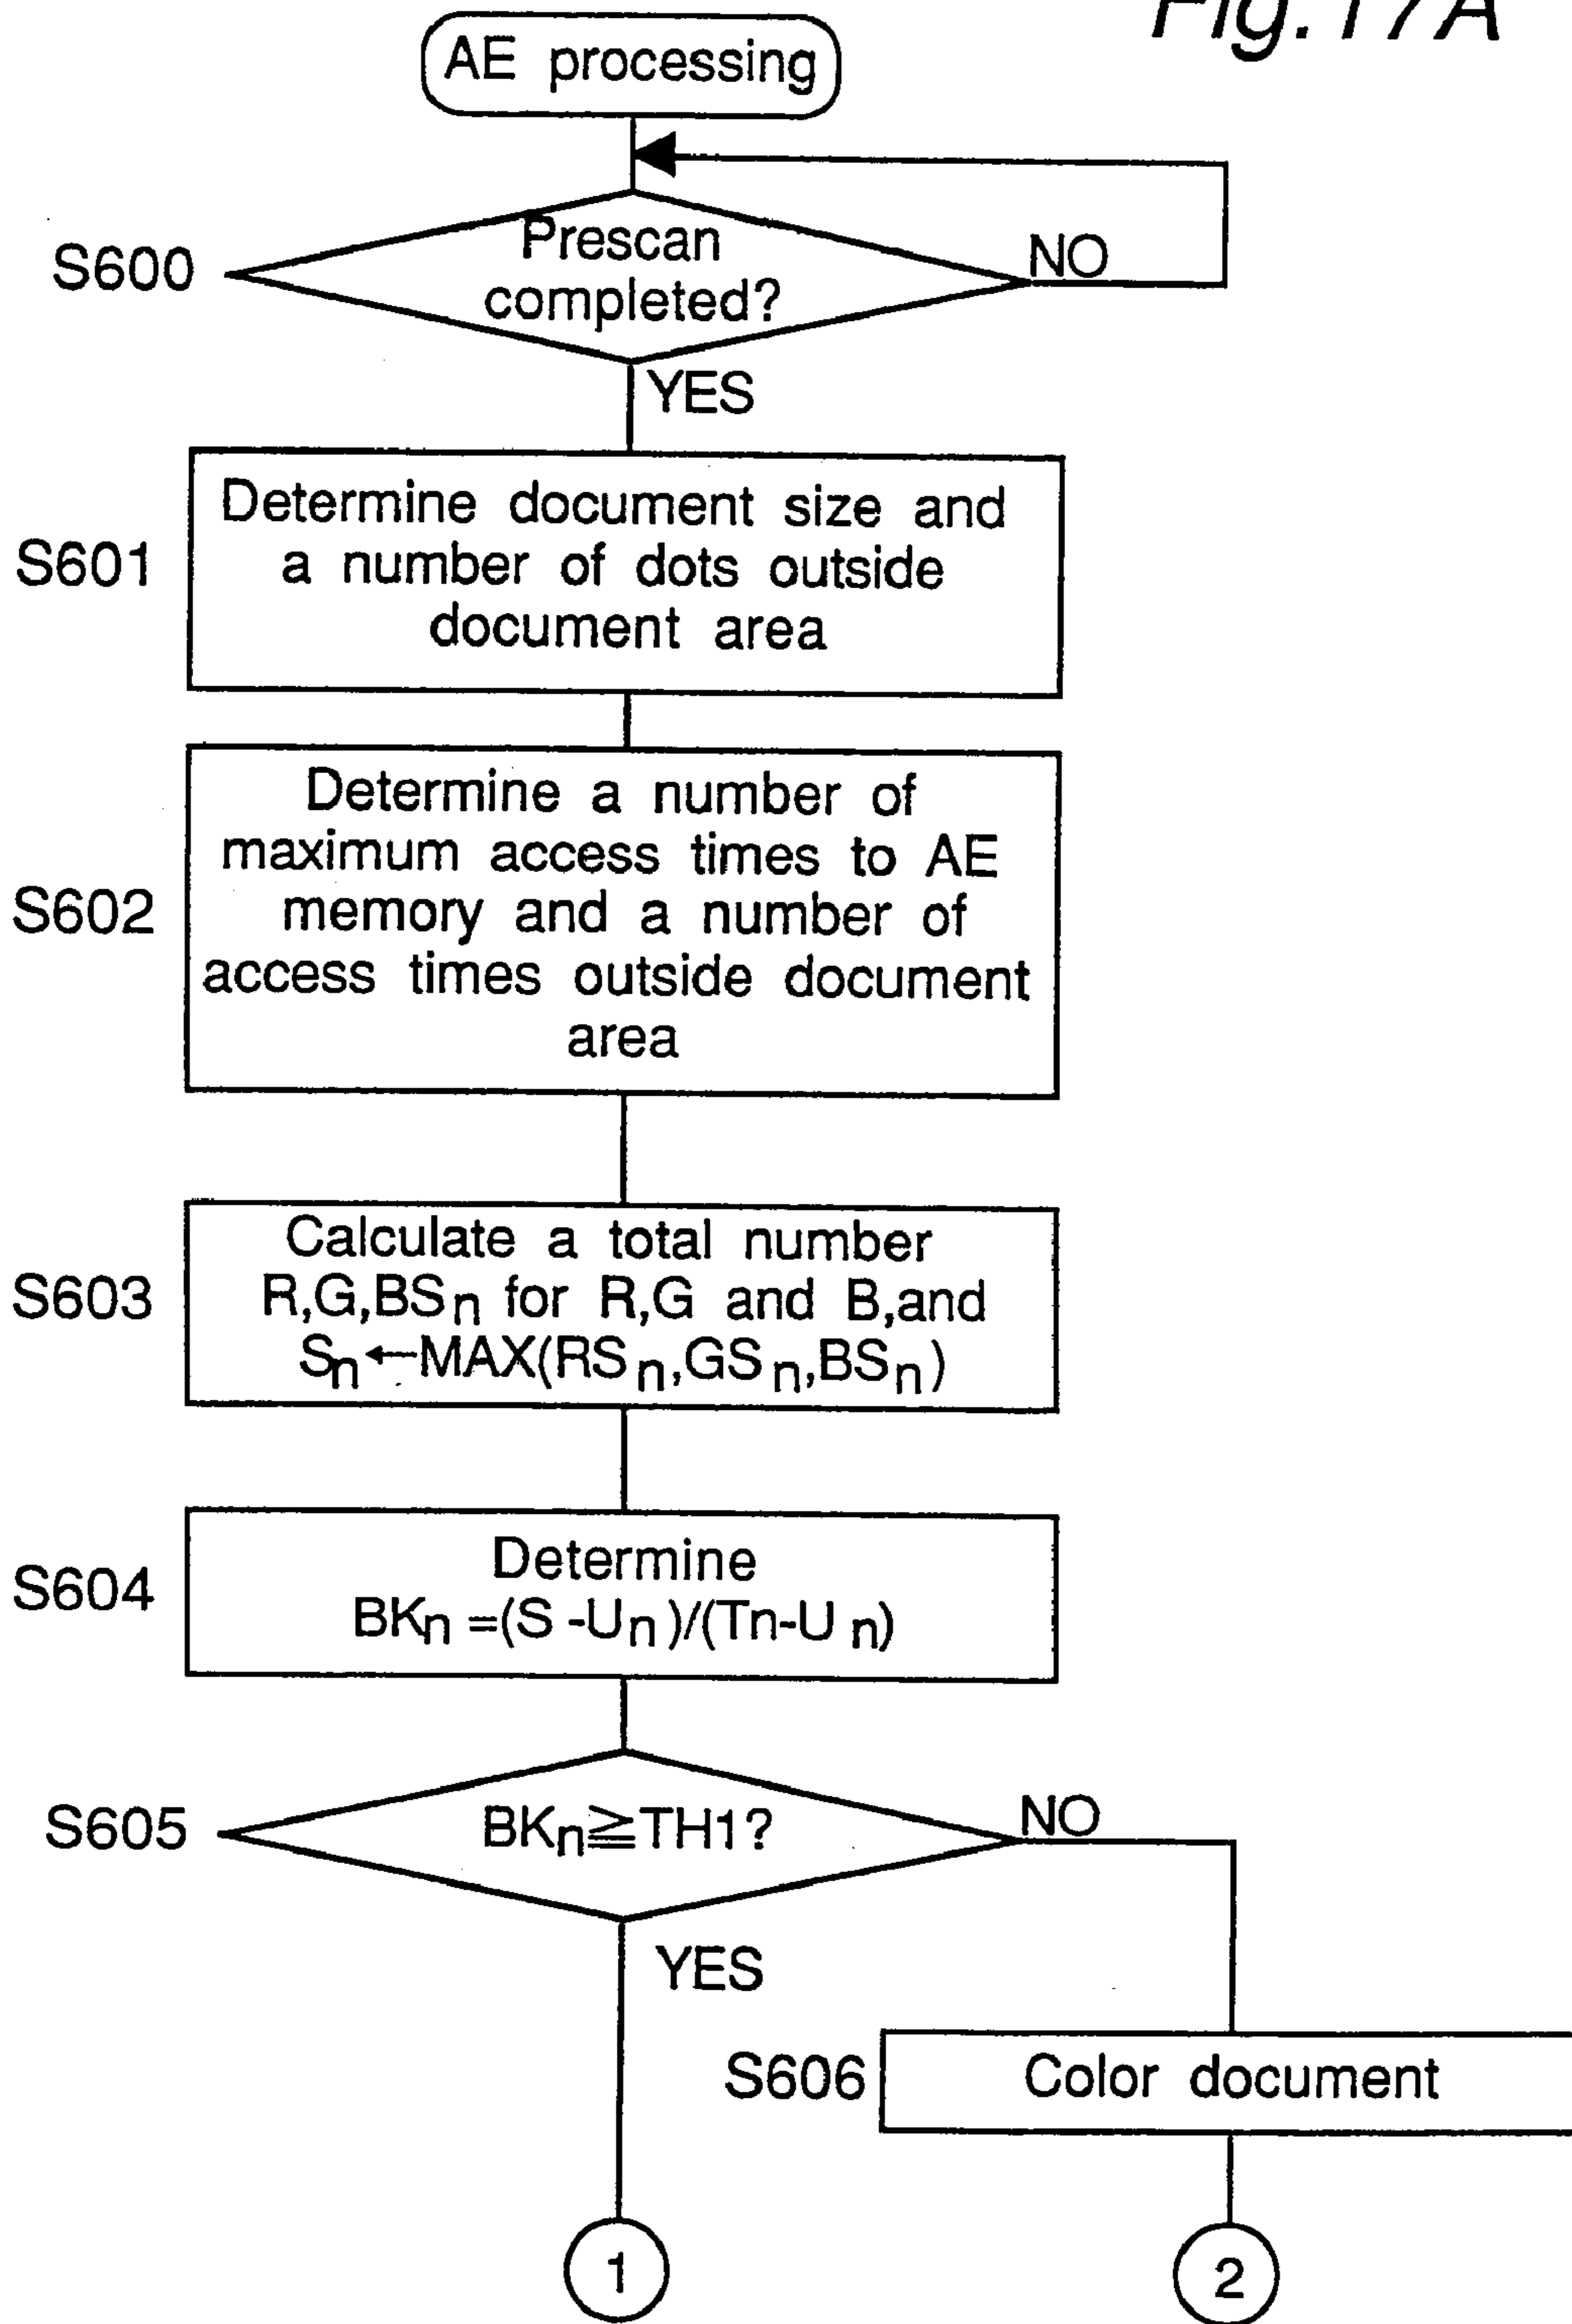 Fig.17A
AE processing
S600
Prescan
completed?
NO
YES
S601
Determine document size and
a number of dots outside
document area
S602
Determine a number of
maximum access times to AE
memory and a number of
access times outside document
area
S603
Calculate a total number
R,G,BSn for R,G and B,and
Sn←MAX(RSn,GSn,BSn)
S604
Determine
BKn=(S -Un)/(Tn-Un)
S605
BKn≧TH1?
NO
YES
S606
Color document
1
2